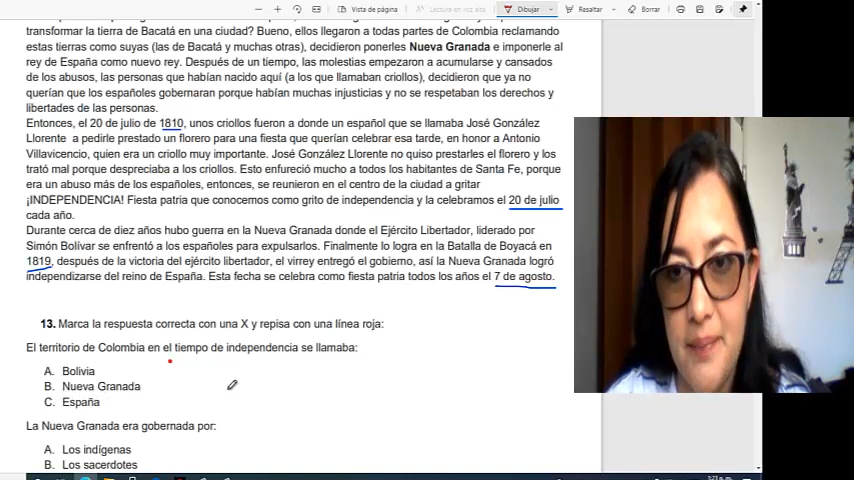 Vista de página
Lectura en voz alta
Dibujar
Resaltar
Borrar
transformar la tierra de Bacatá en una ciudad? Bueno, ellos llegaron a todas partes de Colombia reclamando
estas tierras como suyas (las de Bacatá y muchas otras), decidieron ponerles Nueva Granada e imponerle al
rey de España como nuevo rey. Después de un tiempo, las molestias empezaron a acumularse y cansados
de los abusos, las personas que habían nacido aquí (a los que llamaban criollos), decidieron que ya no
querían que los españoles gobernaran porque habían muchas injusticias y no se respetaban los derechos y
libertades de las personas.
Entonces, el 20 de julio de 1810, unos criollos fueron a donde un español que se llamaba José González
Llorente a pedirle prestado un florero para una fiesta que querían celebrar esa tarde, en honor a Antonio
Villavicencio, quien era un criollo muy importante. José González Llorente no quiso prestarles el florero y los
trató mal porque despreciaba a los criollos. Esto enfureció mucho a todos los habitantes de Santa Fe, porque
era un abuso más de los españoles, entonces, se reunieron en el centro de la ciudad a gritar
¡INDEPENDENCIA! Fiesta patria que conocemos como grito de independencia y la celebramos el 20 de julio
cada año.
Durante cerca de diez años hubo guerra en la Nueva Granada donde el Ejército Libertador, liderado por
Simón Bolívar se enfrentó a los españoles para expulsarlos. Finalmente lo logra en la Batalla de Boyacá en
1819, después de la victoria del ejército libertador, el virrey entregó el gobierno, así la Nueva Granada logró
independizarse del reino de España. Esta fecha se celebra como fiesta patria todos los años el 7 de agosto.
13. Marca la respuesta correcta con una X y repisa con una línea roja:
El territorio de Colombia en el tiempo de independencia se llamaba:
A. Bolivia
B. Nueva Granada
C. España
La Nueva Granada era gobernada por:
A. Los indígenas
B. Los sacerdotes